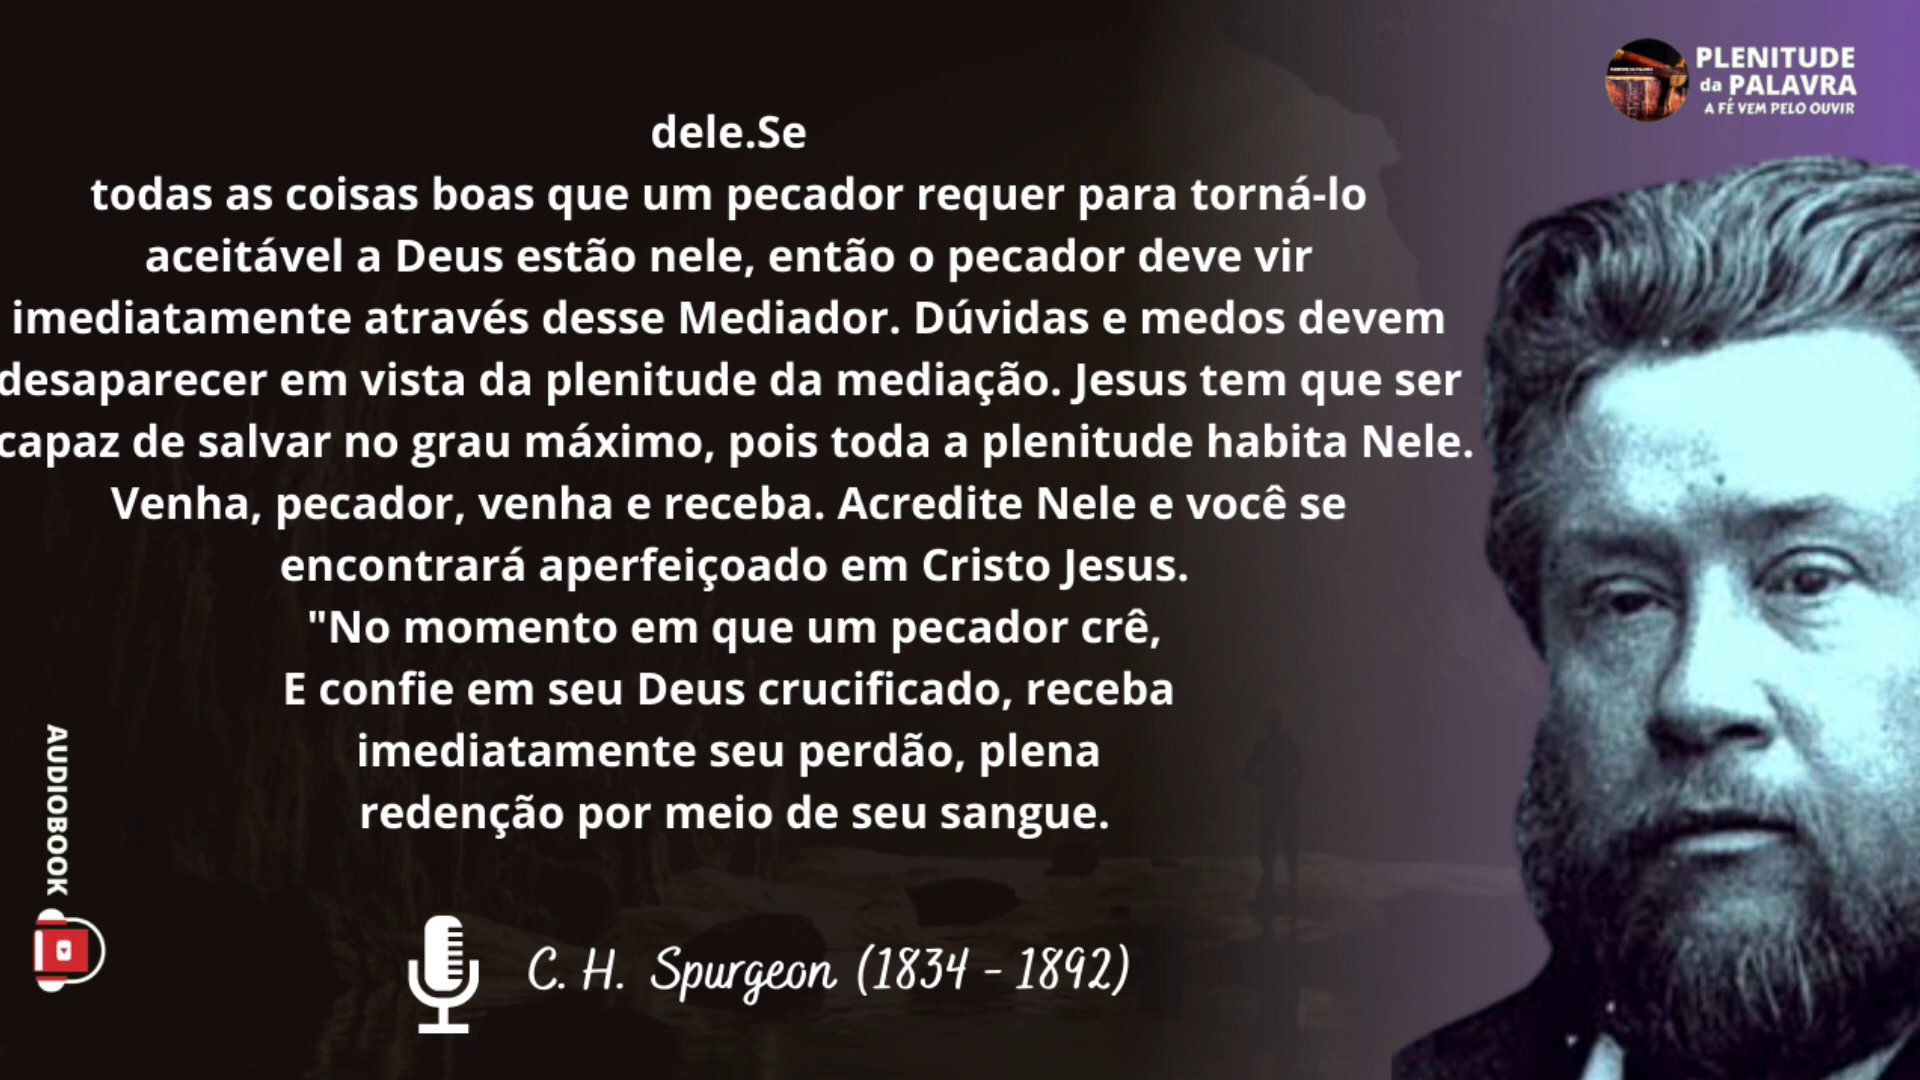 PLENITUDE
da PALAVRA
A FÉ VEM PELO OUVIR
dele.Se
todas as coisas boas que um pecador requer para torná-lo
aceitável a Deus estão nele, então o pecador deve vir
imediatamente através desse Mediador. Dúvidas e medos devem
desaparecer em vista da plenitude da mediação. Jesus tem que ser
capaz de salvar no grau máximo, pois toda a plenitude habita Nele.
Venha, pecador, venha e receba. Acredite Nele e você se
encontrará aperfeiçoado em Cristo Jesus.
"No momento em que um pecador crê,
E confie em seu Deus crucificado, receba
imediatamente seu perdão, plena
redenção por meio de seu sangue.
AUDIOBOOK
C. H. Spurgeon (1834 - 1892)